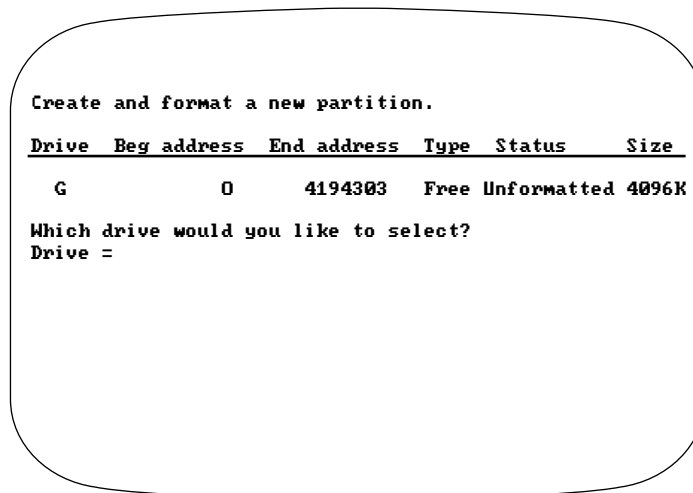 Create and format a new partition.
Drive Beg address End address Type Status Size
G 0 4194303 Free Unformatted 4096K
Which drive would you like to select?
Drive =